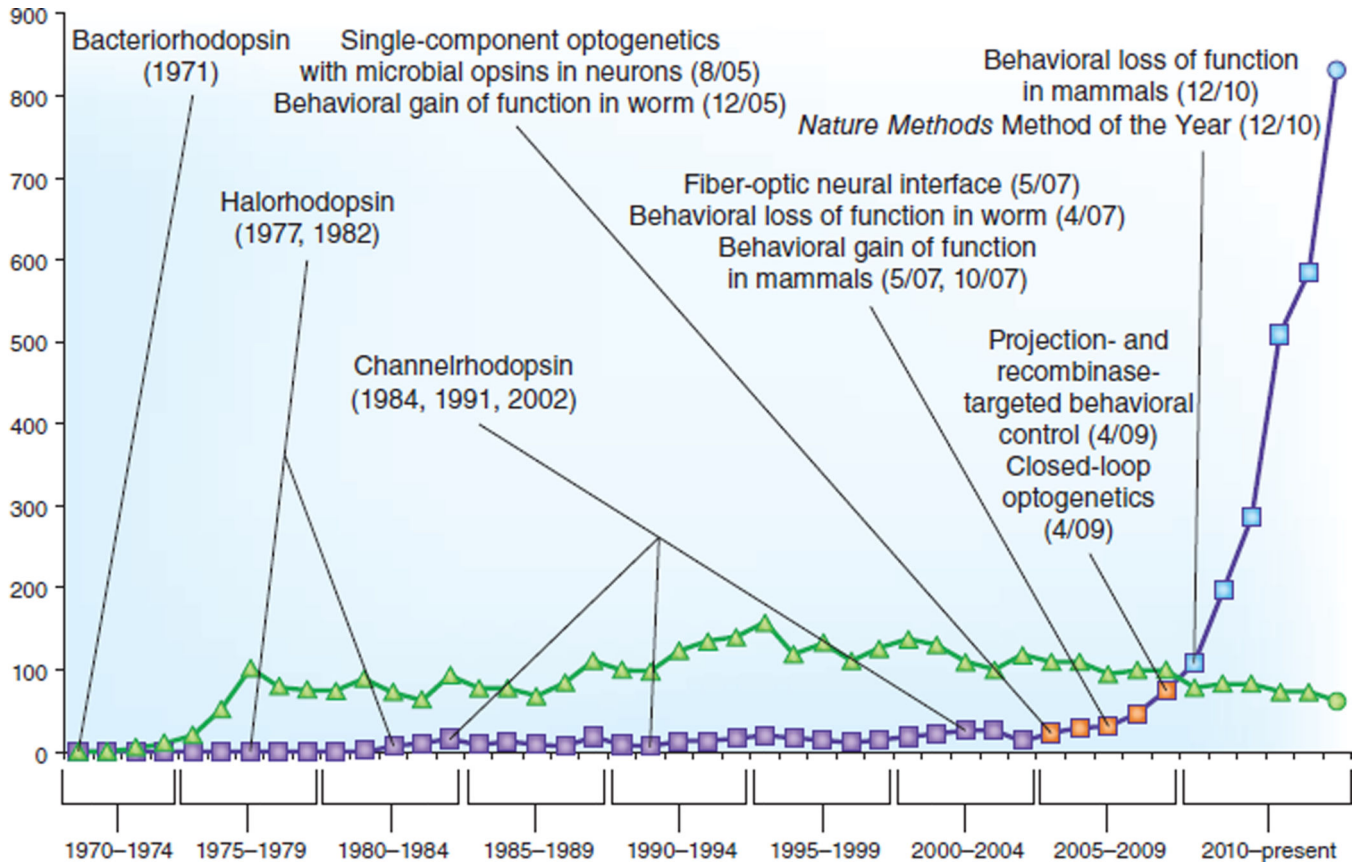 900
800
700
600
500
400
300
200
100
0
Bacteriorhodopsin
(1971)
Single-component optogenetics
with microbial opsins in neurons (8/05)
Behavioral gain of function in worm (12/05)
Behavioral loss of function
in mammals (12/10)
Nature Methods Method of the Year (12/10)
Halorhodopsin
(1977, 1982)
Fiber-optic neural interface (5/07)
Behavioral loss of function in worm (4/07)
Behavioral gain of function
in mammals (5/07, 10/07)
Channelrhodopsin
(1984, 1991, 2002)
Projection- and
recombinase-
targeted behavioral
control (4/09)
Closed-loop
optogenetics
(4/09)
1970–1974 1975–1979 1980–1984 1985–1989 1990–1994 1995–1999 2000–2004 2005–2009 2010–present